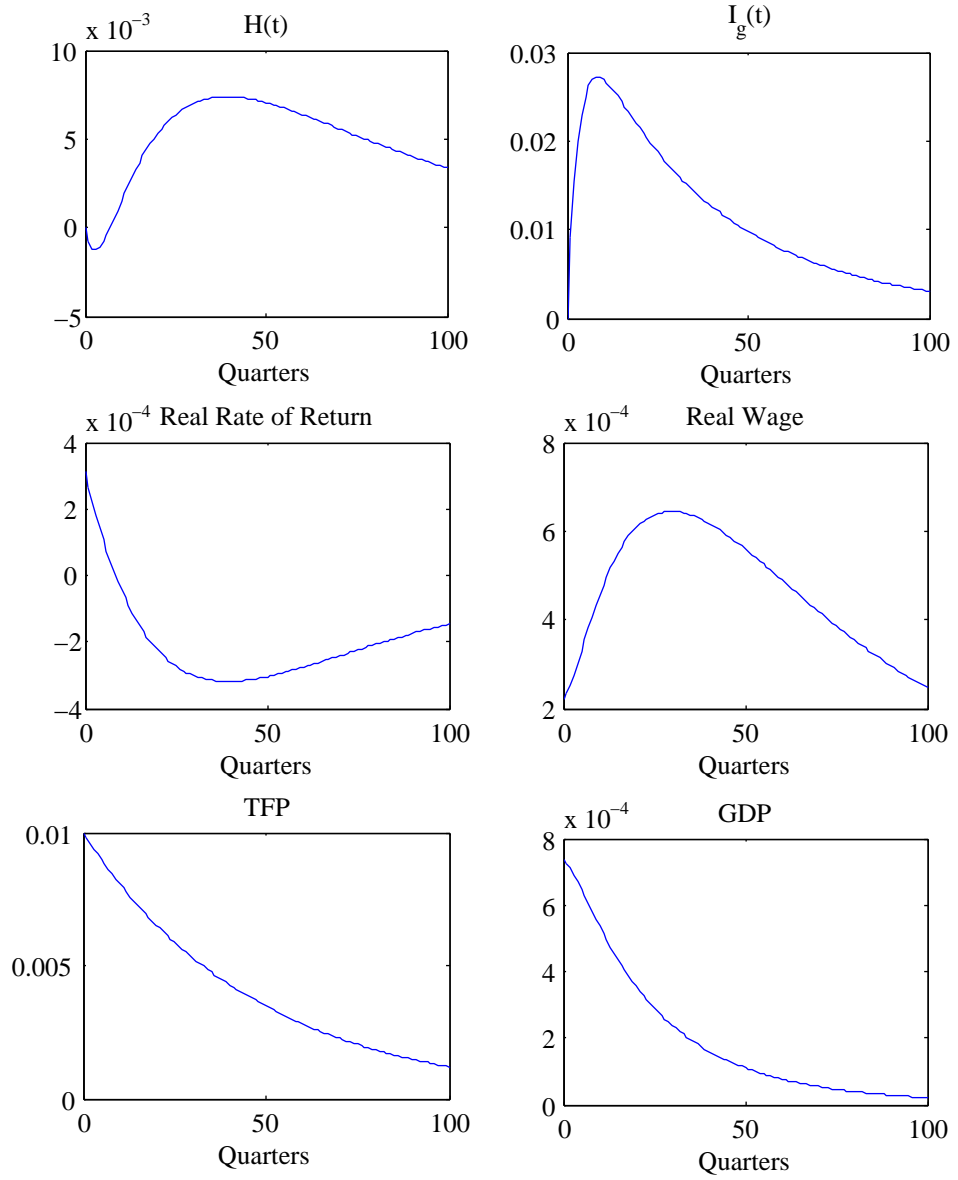 H(t)
x 10⁻³
10
5
0
−5
0 50 100
Quarters
I_g(t)
0.03
0.02
0.01
0
0 50 100
Quarters
x 10⁻⁴ Real Rate of Return
4
2
0
−2
−4
0 50 100
Quarters
Real Wage
x 10⁻⁴
8
6
4
2
0 50 100
Quarters
TFP
0.01
0.005
0
0 50 100
Quarters
GDP
x 10⁻⁴
8
6
4
2
0
0 50 100
Quarters